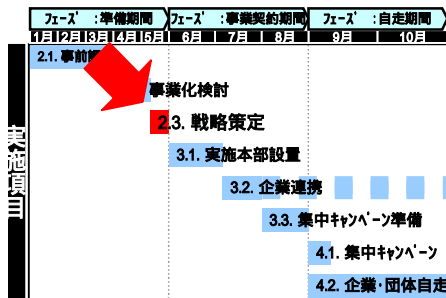 ﾌｪｰｽﾞ :準備期間 ﾌｪｰｽﾞ :事業契約期間 ﾌｪｰｽﾞ :自走期間
1月 2月 3月 4月 5月 6月 7月 8月 9月 10月
実施項目
2.1. 事前
事業化検討
2.3. 戦略策定
3.1. 実施本部設置
3.2. 企業連携
3.3. 集中ｷｬﾝﾍﾟｰﾝ準備
4.1. 集中ｷｬﾝﾍﾟｰﾝ
4.2. 企業・団体自走